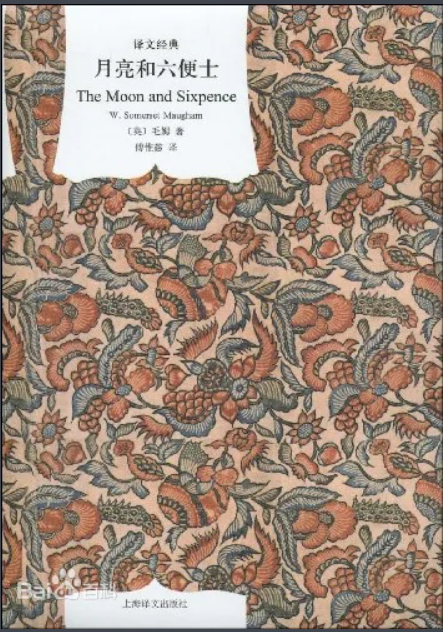 译文经典
月亮和六便士
The Moon and Sixpence
W. Somerset Maugham
〔英〕毛姆 著
傅惟慈 译
Bai百科
上海译文出版社